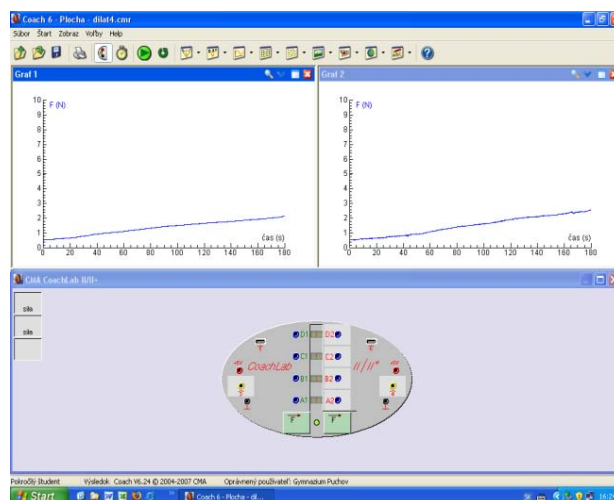 Coach 6 - Plocha - dilat4.cmr
Súbor Štart Zobraz Voľby Help
Graf 1
10
9
8
7
6
5
4
3
2
1
0
F (N)
čas (s)
0 20 40 60 80 100 120 140 160 180
Graf 2
10
9
8
7
6
5
4
3
2
1
0
F (N)
čas (s)
0 20 40 60 80 100 120 140 160 180
CMA CoachLab II/II+
sila
sila
CoachLab II/II+
D1 D2
C1 C2
B1 B2
A1 A2
F F
Pokročilý študent Výsledok: Coach V6.24 © 2004-2007 CMA Oprávnený používateľ: Gymnazium Puchov
Start
Coach 6 - Plocha - dil...
SK